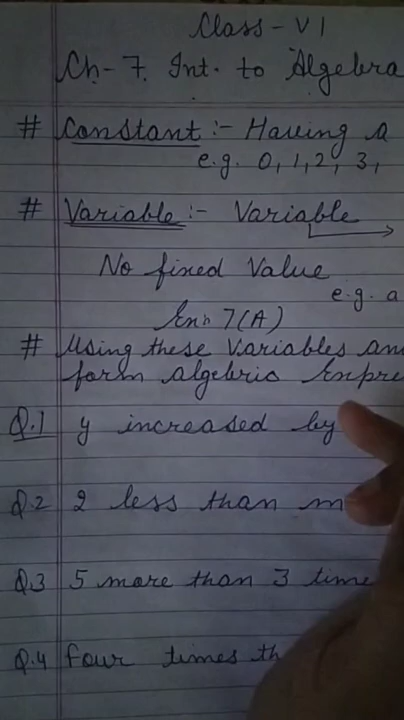 Class - VI
Ch- 7. Int. to Algebra
# Constant :- Having a
e.g. 0, 1, 2, 3,
# Variable :- Variable
No fixed Value
e.g. a
Ex: 7(A)
# Using these Variables an
form algebric Expre
Q.1 y increased by
Q.2 2 less than m
Q.3 5 more than 3 time
Q.4 Four times th